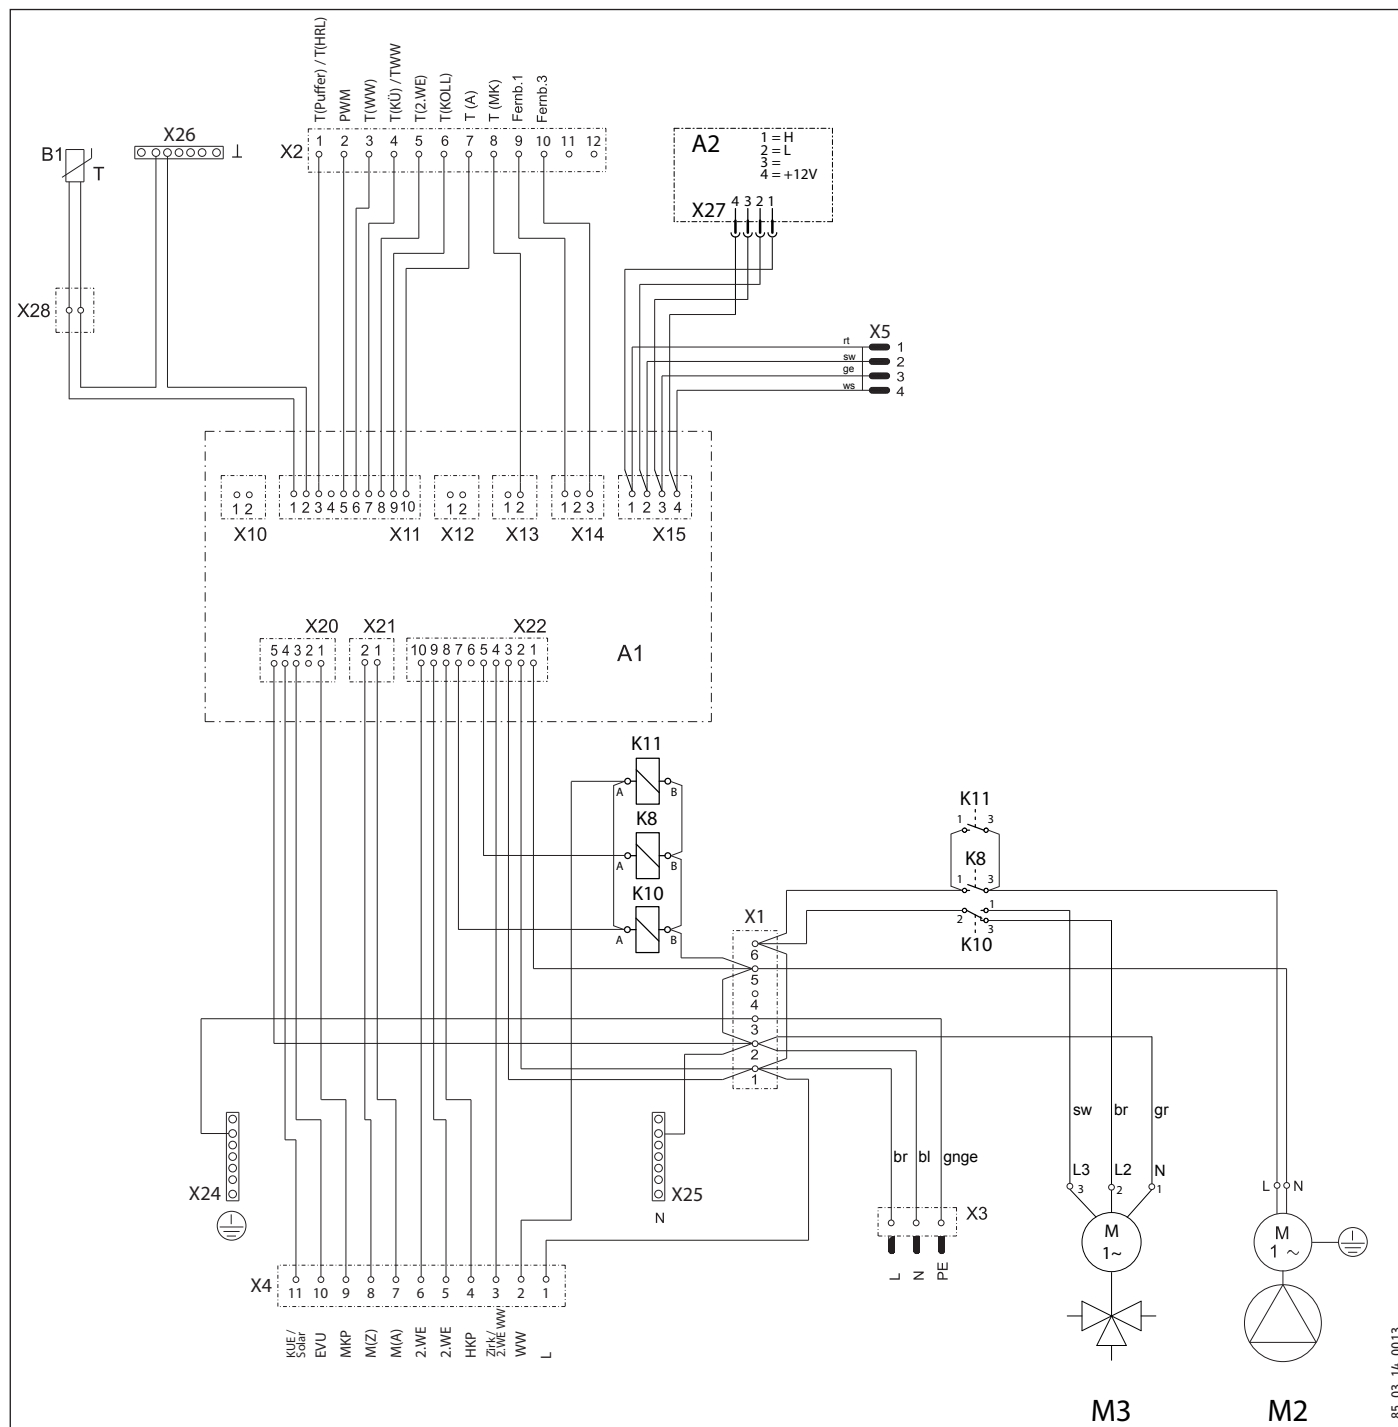 T(Puffer) / T(HRL)
PWM
T(WW)
T(KÜ) / TWW
T(2.WE)
T(KOLL)
T (A)
T (MK)
Fernb.1
Fernb.3
X26
B1
T
X2
1 2 3 4 5 6 7 8 9 10 11 12
A2
1 = H
2 = L
3 =
4 = +12V
X27
4 3 2 1
X28
X5
rt 1
sw 2
ge 3
ws 4
1 2
1 2 3 4 5 6 7 8 9 10
1 2
1 2
1 2 3
1 2 3 4
X10 X11 X12 X13 X14 X15
X20 X21 X22
5 4 3 2 1
2 1
10 9 8 7 6 5 4 3 2 1
A1
K11
A B
K8
A B
K10
A B
K11
1 3
K8
1 3
1
2
3
K10
X1
6
5
4
3
2
1
sw br gr
br bl gnge
L3 L2 N
3 2 1
L N
X24
X25
N
X3
L
N
PE
M
1~
M
1 ~
X4
11 10 9 8 7 6 5 4 3 2 1
KUE /
Solar
EVU
MKP
M(Z)
M(A)
2.WE
2.WE
HKP
Zirk/
2.WE WW
WW
L
M3
M2
85_03_14_0013